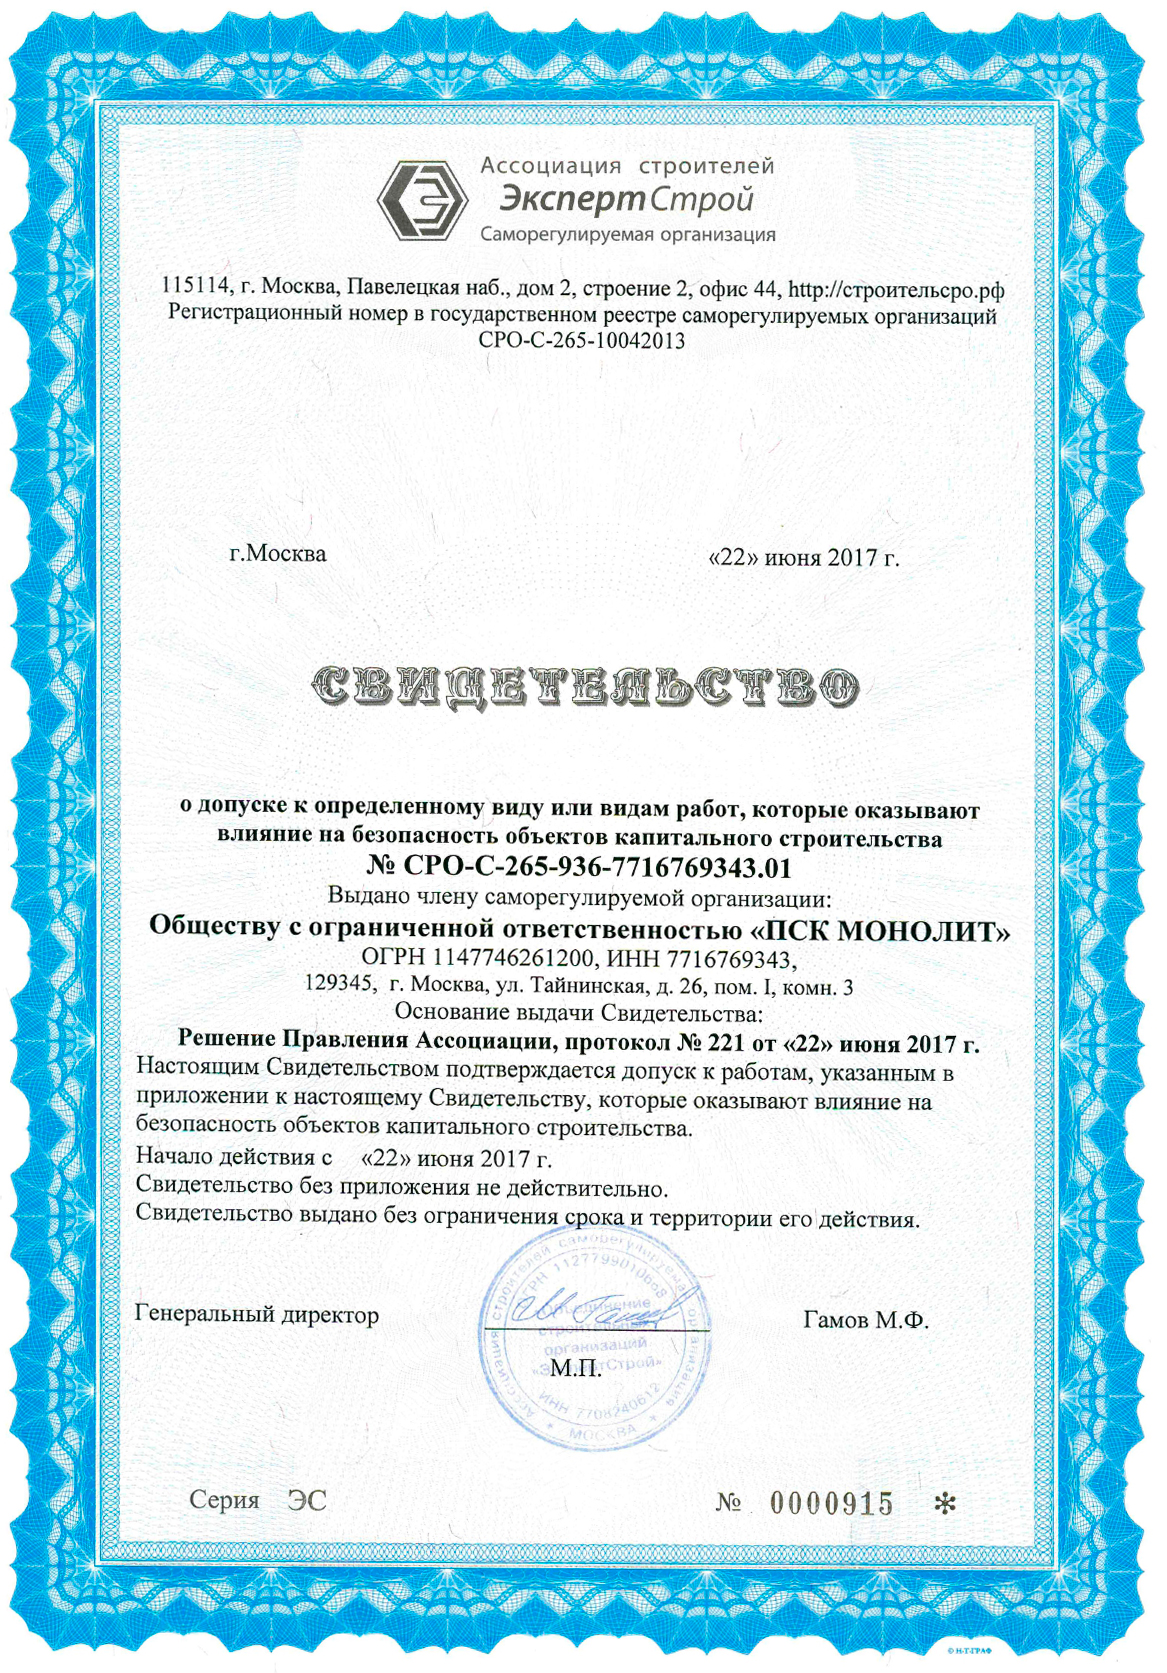 Ассоциация строителей
ЭкспертСтрой
Саморегулируемая организация
115114, г. Москва, Павелецкая наб., дом 2, строение 2, офис 44, http://строительсро.рф
Регистрационный номер в государственном реестре саморегулируемых организаций
СРО-С-265-10042013
г.Москва «22» июня 2017 г.
СВИДЕТЕЛЬСТВО
о допуске к определенному виду или видам работ, которые оказывают
влияние на безопасность объектов капитального строительства
№ СРО-С-265-936-7716769343.01
Выдано члену саморегулируемой организации:
Обществу с ограниченной ответственностью «ПСК МОНОЛИТ»
ОГРН 1147746261200, ИНН 7716769343,
129345, г. Москва, ул. Тайнинская, д. 26, пом. I, комн. 3
Основание выдачи Свидетельства:
Решение Правления Ассоциации, протокол № 221 от «22» июня 2017 г.
Настоящим Свидетельством подтверждается допуск к работам, указанным в
приложении к настоящему Свидетельству, которые оказывают влияние на
безопасность объектов капитального строительства.
Начало действия с «22» июня 2017 г.
Свидетельство без приложения не действительно.
Свидетельство выдано без ограничения срока и территории его действия.
Генеральный директор Гамов М.Ф.
М.П.
Ассоциация строителей саморегулируемая организация
Объединение
строительных
организаций
«ЭкспертСтрой»
ИНН 7708240612
МОСКВА
Серия ЭС № 0000915 *
© Н-Т-ГРАФ